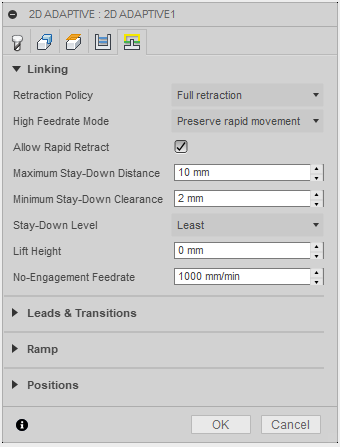 2D ADAPTIVE : 2D ADAPTIVE1
Linking
Retraction Policy Full retraction
High Feedrate Mode Preserve rapid movement
Allow Rapid Retract
Maximum Stay-Down Distance 10 mm
Minimum Stay-Down Clearance 2 mm
Stay-Down Level Least
Lift Height 0 mm
No-Engagement Feedrate 1000 mm/min
Leads & Transitions
Ramp
Positions
OK Cancel